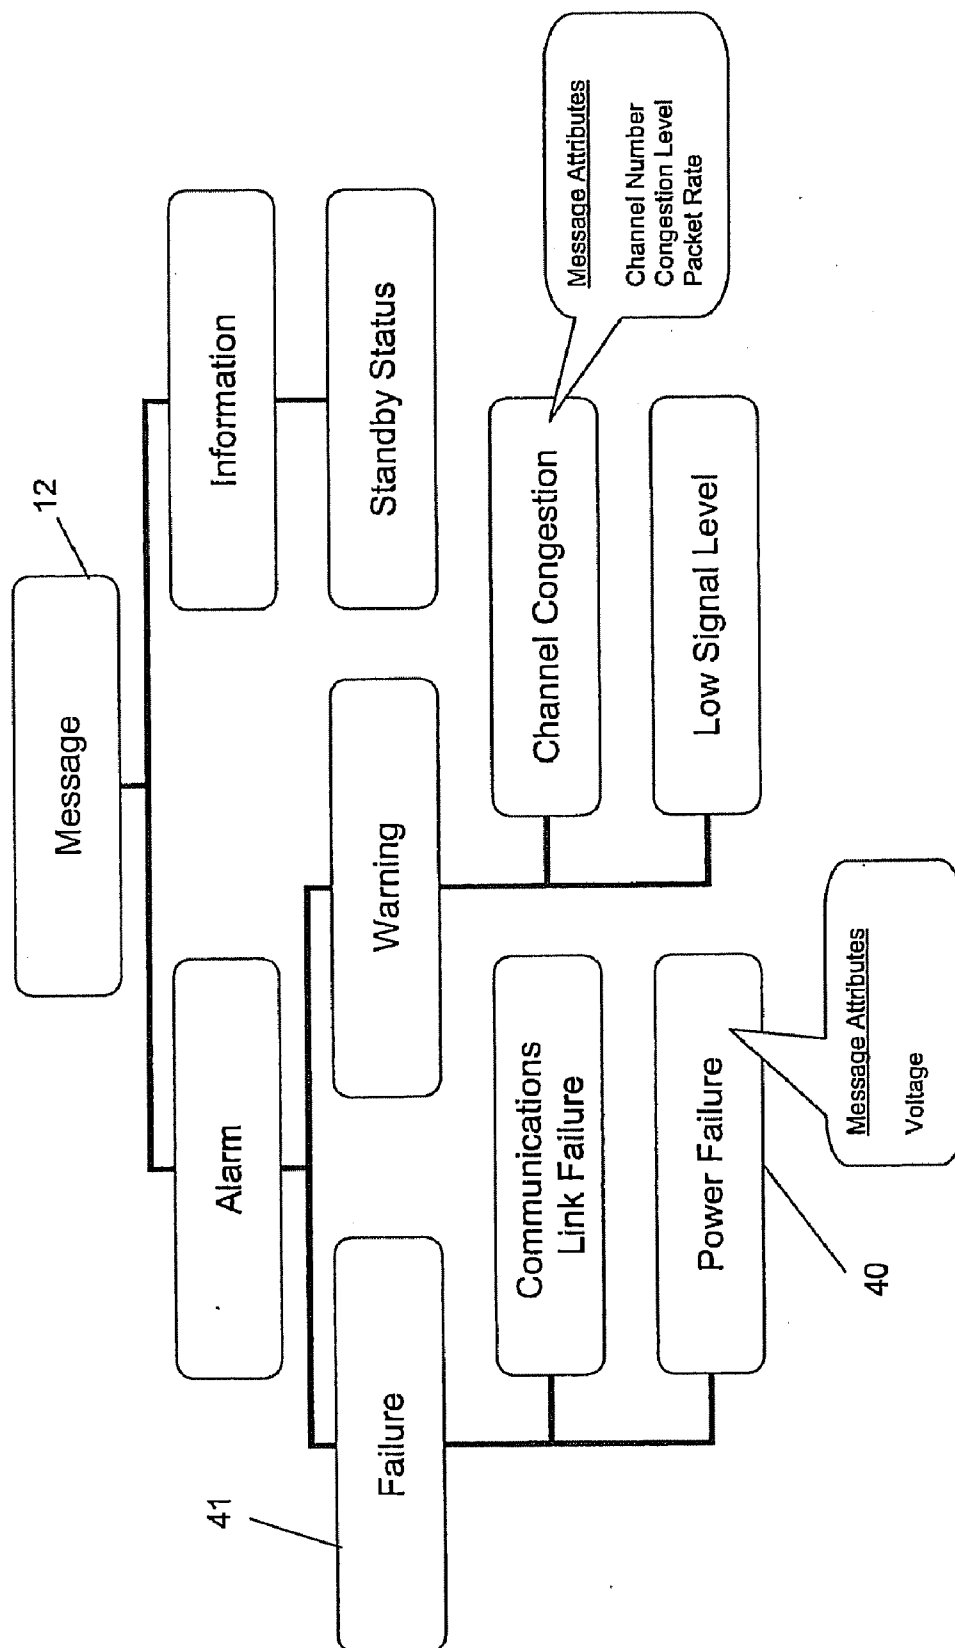 Message
12
Alarm
Information
41
Failure
Warning
Standby Status
Communications
Link Failure
Channel Congestion
Power Failure
40
Low Signal Level
Message Attributes
Voltage
Message Attributes
Channel Number
Congestion Level
Packet Rate